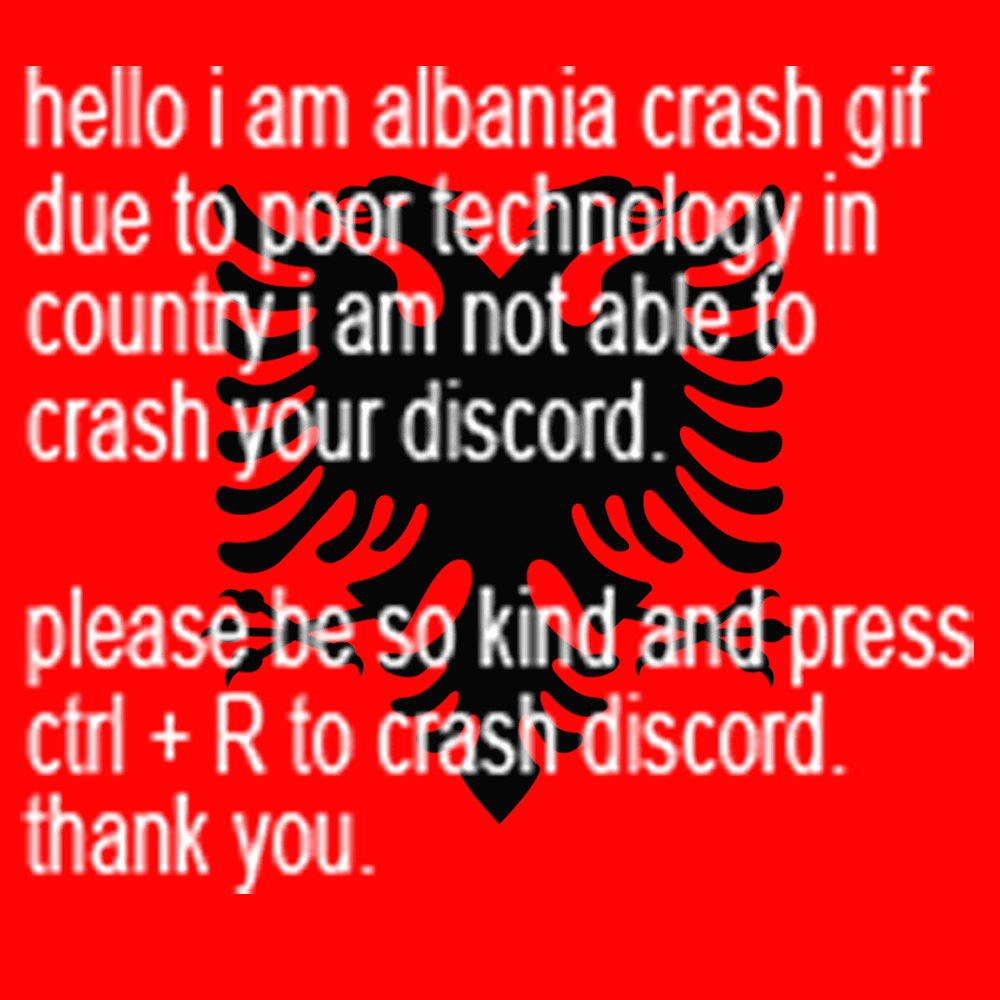 hello i am albania crash gif
due to poor technology in
country i am not able to
crash your discord.
please be so kind and press
ctrl + R to crash discord.
thank you.